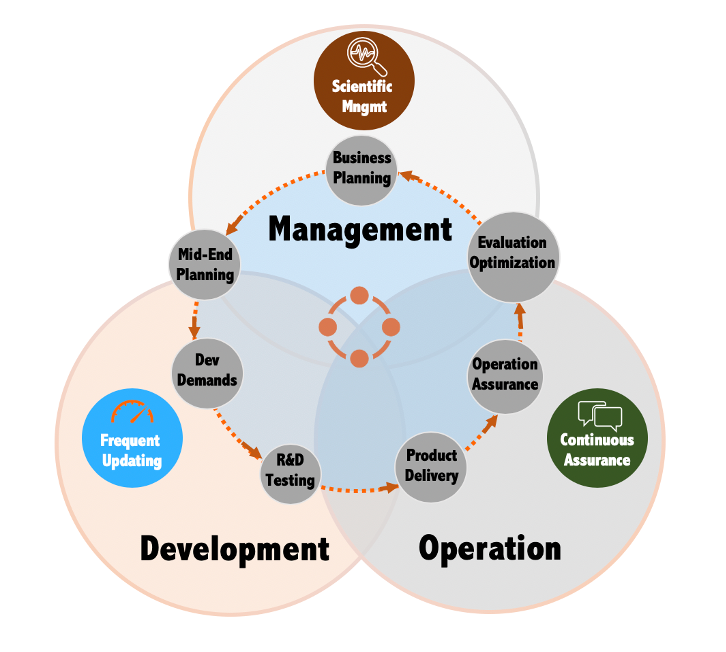 Scientific
Mngmt
Business
Planning
Management
Evaluation
Optimization
Mid-End
Planning
Dev
Demands
Operation
Assurance
Frequent
Updating
Continuous
Assurance
R&D
Testing
Product
Delivery
Development
Operation